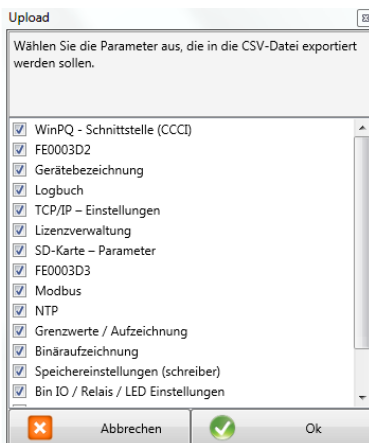 Upload
Wählen Sie die Parameter aus, die in die CSV-Datei exportiert
werden sollen.
WinPQ - Schnittstelle (CCCI)
FE0003D2
Gerätebezeichnung
Logbuch
TCP/IP – Einstellungen
Lizenzverwaltung
SD-Karte – Parameter
FE0003D3
Modbus
NTP
Grenzwerte / Aufzeichnung
Binäraufzeichnung
Speichereinstellungen (schreiber)
Bin IO / Relais / LED Einstellungen
Abbrechen
Ok